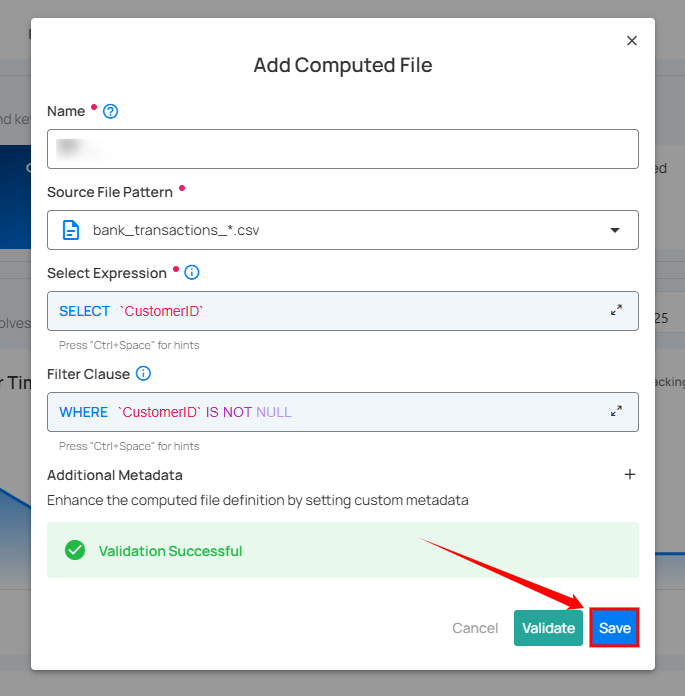 Add Computed File
Name
Source File Pattern
bank_transactions_*.csv
Select Expression
SELECT `CustomerID`
Press "Ctrl+Space" for hints
Filter Clause
WHERE `CustomerID` IS NOT NULL
Press "Ctrl+Space" for hints
Additional Metadata
Enhance the computed file definition by setting custom metadata
Validation Successful
Cancel Validate Save